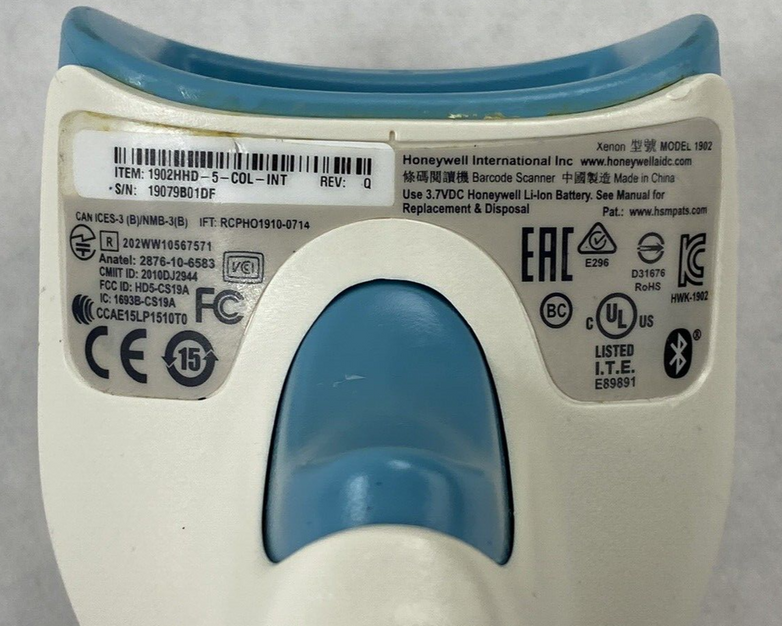 ITEM: 1902HHD-5-COL-INT REV: Q
S/N: 19079B01DF
CAN ICES-3 (B)/NMB-3(B) IFT: RCPHO1910-0714
R 202WW10567571
Anatel: 2876-10-6583
CMIIT ID: 2010DJ2944
FCC ID: HD5-CS19A
IC: 1693B-CS19A
CCAE15LP1510T0
FC
VCI
CE 15
Xenon 型號 MODEL 1902
Honeywell International Inc www.honeywellaidc.com
條碼閱讀機 Barcode Scanner 中國製造 Made in China
Use 3.7VDC Honeywell Li-Ion Battery. See Manual for
Replacement & Disposal Pat.: www.hsmpats.com
EAC
E296
D31676
RoHS
HWK-1902
BC
c UL US
LISTED
I.T.E.
E89891